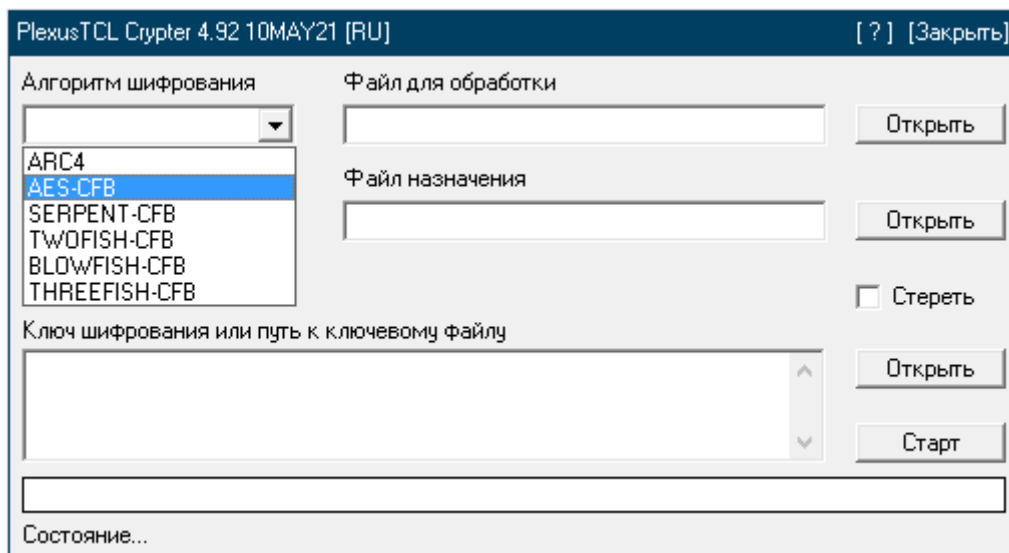 PlexusTCL Crypter 4.92 10MAY21 [RU] [ ? ] [Закрыть]
Алгоритм шифрования
Файл для обработки
Открыть
ARC4
AES-CFB
SERPENT-CFB
TWOFISH-CFB
BLOWFISH-CFB
THREEFISH-CFB
Файл назначения
Открыть
Стереть
Ключ шифрования или путь к ключевому файлу
Открыть
Старт
Состояние...